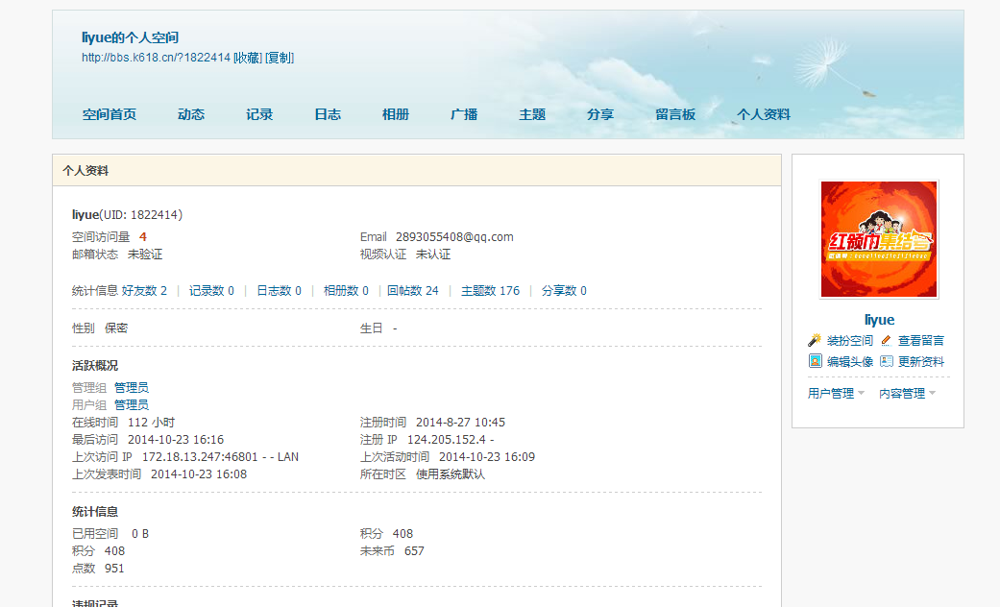 liyue的个人空间
http://bbs.k618.cn/?1822414 [收藏] [复制]
空间首页 动态 记录 日志 相册 广播 主题 分享 留言板 个人资料
个人资料
liyue(UID: 1822414)
空间访问量 4 Email 2893055408@qq.com
邮箱状态 未验证 视频认证 未认证
统计信息 好友数 2 | 记录数 0 | 日志数 0 | 相册数 0 | 回帖数 24 | 主题数 176 | 分享数 0
性别 保密 生日 -
活跃概况
管理组 管理员
用户组 管理员
在线时间 112 小时 注册时间 2014-8-27 10:45
最后访问 2014-10-23 16:16 注册 IP 124.205.152.4 -
上次访问 IP 172.18.13.247:46801 - - LAN 上次活动时间 2014-10-23 16:09
上次发表时间 2014-10-23 16:08 所在时区 使用系统默认
统计信息
已用空间 0 B 积分 408
积分 408 未来币 657
点数 951
违规记录
红领巾集结号
liyue
装扮空间 查看留言
编辑头像 更新资料
用户管理 内容管理